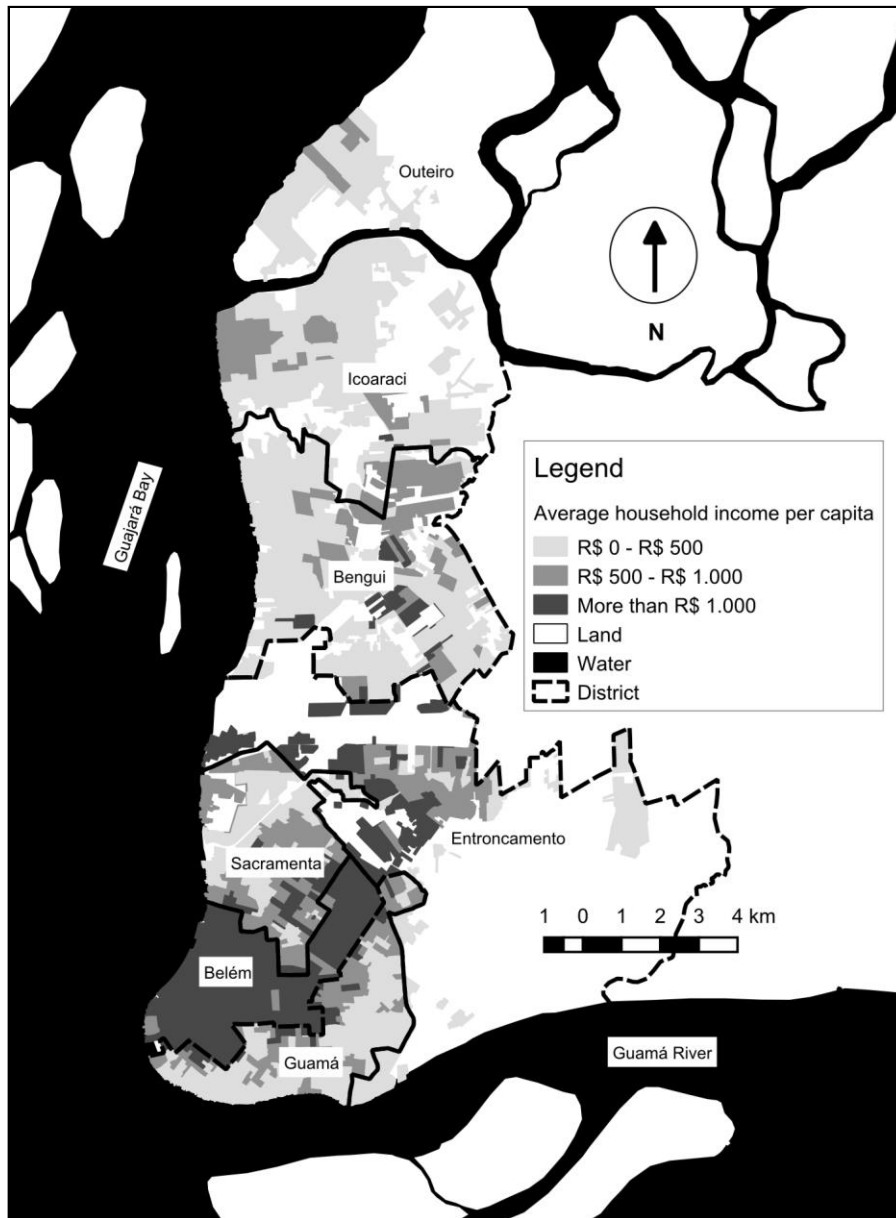 Outeiro
N
Icoaraci
Guajará Bay
Legend
Average household income per capita
R$ 0 - R$ 500
R$ 500 - R$ 1.000
More than R$ 1.000
Land
Water
District
Bengui
Entroncamento
Sacramenta
1 0 1 2 3 4 km
Belém
Guamá
Guamá River